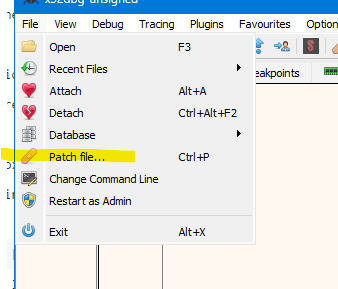 x32dbg-unsigned
File View Debug Tracing Plugins Favourites Option
Open F3
Recent Files
Attach Alt+A
Detach Ctrl+Alt+F2
Database
Patch file... Ctrl+P
Change Command Line
Restart as Admin
Exit Alt+X
eakpoints